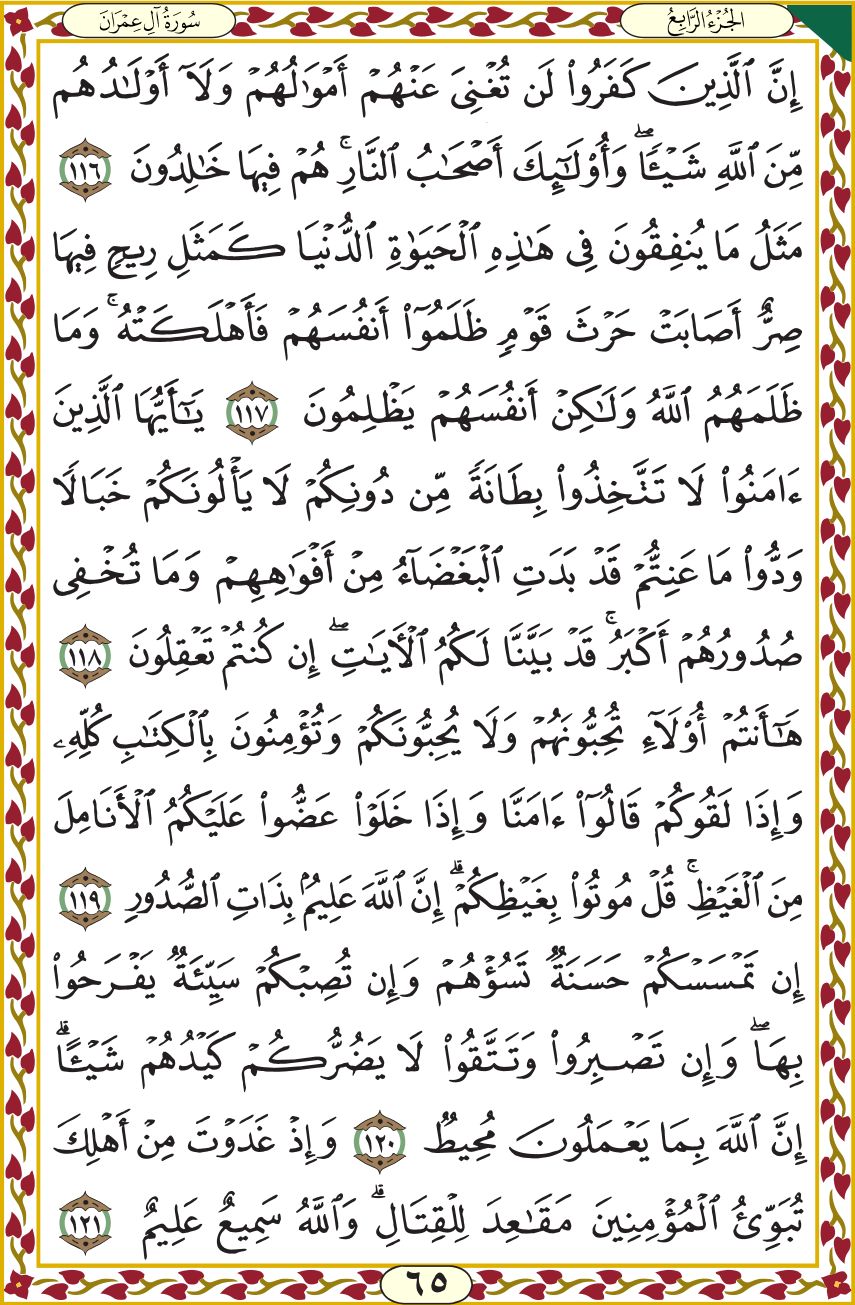 سُورَةُ آلِ عِمْرَانَ
الجُزْءُ الرَّابِعُ
إِنَّ ٱلَّذِينَ كَفَرُوا۟ لَن تُغْنِىَ عَنْهُمْ أَمْوَٰلُهُمْ وَلَآ أَوْلَـٰدُهُم
مِّنَ ٱللَّهِ شَيْـًٔا ۖ وَأُو۟لَـٰٓئِكَ أَصْحَـٰبُ ٱلنَّارِ ۚ هُمْ فِيهَا خَـٰلِدُونَ ١١٦
مَثَلُ مَا يُنفِقُونَ فِى هَـٰذِهِ ٱلْحَيَوٰةِ ٱلدُّنْيَا كَمَثَلِ رِيحٍ فِيهَا
صِرٌّ أَصَابَتْ حَرْثَ قَوْمٍ ظَلَمُوٓا۟ أَنفُسَهُمْ فَأَهْلَكَتْهُ ۚ وَمَا
ظَلَمَهُمُ ٱللَّهُ وَلَـٰكِنْ أَنفُسَهُمْ يَظْلِمُونَ ١١٧ يَـٰٓأَيُّهَا ٱلَّذِينَ
ءَامَنُوا۟ لَا تَتَّخِذُوا۟ بِطَانَةً مِّن دُونِكُمْ لَا يَأْلُونَكُمْ خَبَالًا
وَدُّوا۟ مَا عَنِتُّمْ قَدْ بَدَتِ ٱلْبَغْضَآءُ مِنْ أَفْوَٰهِهِمْ وَمَا تُخْفِى
صُدُورُهُمْ أَكْبَرُ ۚ قَدْ بَيَّنَّا لَكُمُ ٱلْـَٔايَـٰتِ ۖ إِن كُنتُمْ تَعْقِلُونَ ١١٨
هَـٰٓأَنتُمْ أُو۟لَآءِ تُحِبُّونَهُمْ وَلَا يُحِبُّونَكُمْ وَتُؤْمِنُونَ بِٱلْكِتَـٰبِ كُلِّهِۦ
وَإِذَا لَقُوكُمْ قَالُوٓا۟ ءَامَنَّا وَإِذَا خَلَوْا۟ عَضُّوا۟ عَلَيْكُمُ ٱلْأَنَامِلَ
مِنَ ٱلْغَيْظِ ۚ قُلْ مُوتُوا۟ بِغَيْظِكُمْ ۗ إِنَّ ٱللَّهَ عَلِيمٌۢ بِذَاتِ ٱلصُّدُورِ ١١٩
إِن تَمْسَسْكُمْ حَسَنَةٌ تَسُؤْهُمْ وَإِن تُصِبْكُمْ سَيِّئَةٌ يَفْرَحُوا۟
بِهَا ۖ وَإِن تَصْبِرُوا۟ وَتَتَّقُوا۟ لَا يَضُرُّكُمْ كَيْدُهُمْ شَيْـًٔا ۗ
إِنَّ ٱللَّهَ بِمَا يَعْمَلُونَ مُحِيطٌ ١٢٠ وَإِذْ غَدَوْتَ مِنْ أَهْلِكَ
تُبَوِّئُ ٱلْمُؤْمِنِينَ مَقَـٰعِدَ لِلْقِتَالِ ۗ وَٱللَّهُ سَمِيعٌ عَلِيمٌ ١٢١
٦٥